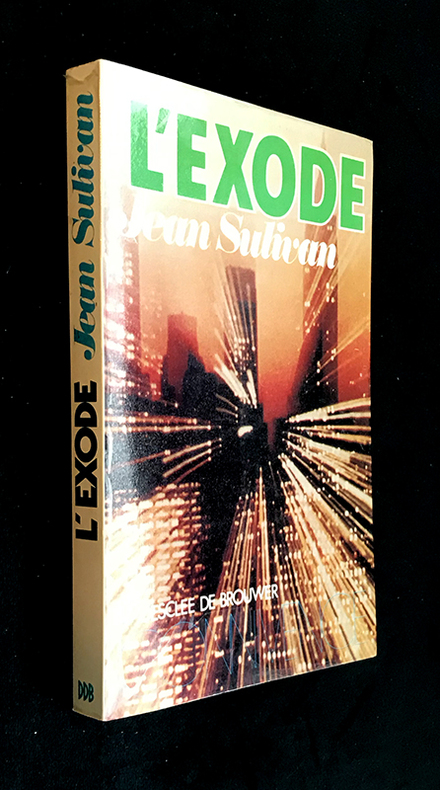 L'EXODE
Jean Sulivan
DESCLÉE DE BROUWER
L'EXODE Jean Sulivan
DDB